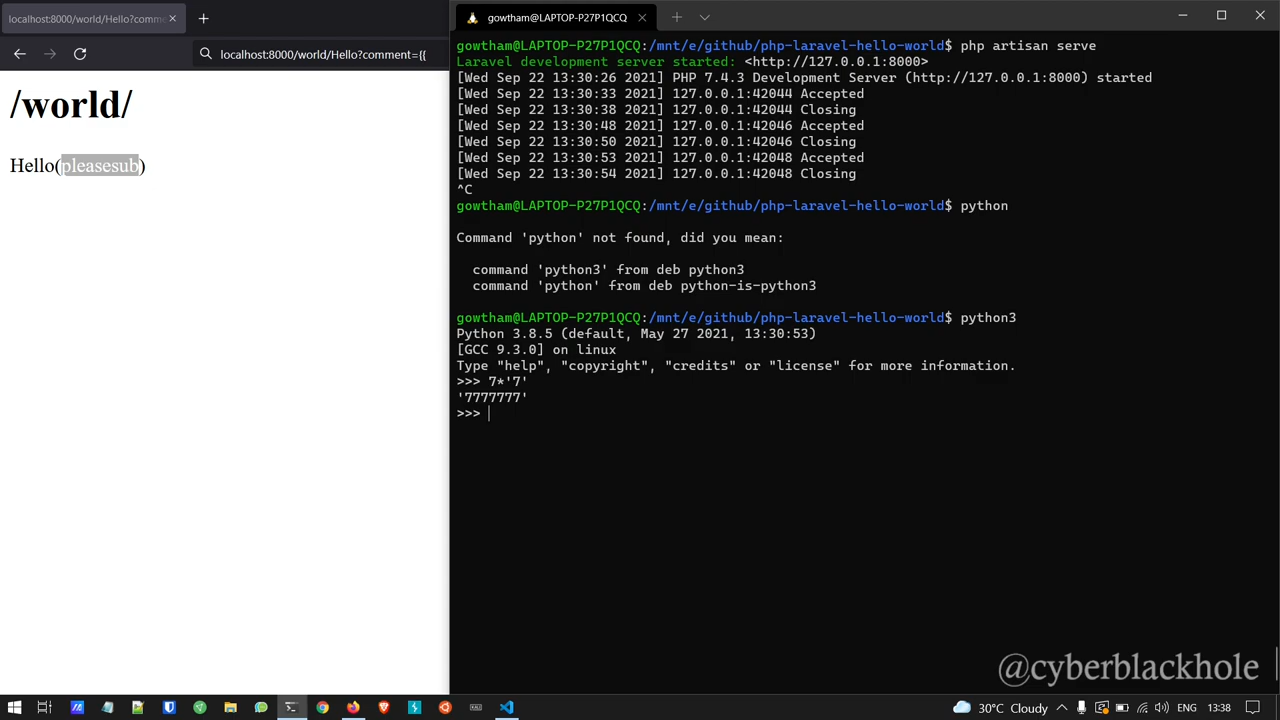 localhost:8000/world/Hello?comme
localhost:8000/world/Hello?comment={{
/world/
Hello(pleasesub)
gowtham@LAPTOP-P27P1QCQ
gowtham@LAPTOP-P27P1QCQ:/mnt/e/github/php-laravel-hello-world$ php artisan serve
Laravel development server started: <http://127.0.0.1:8000>
[Wed Sep 22 13:30:26 2021] PHP 7.4.3 Development Server (http://127.0.0.1:8000) started
[Wed Sep 22 13:30:33 2021] 127.0.0.1:42044 Accepted
[Wed Sep 22 13:30:38 2021] 127.0.0.1:42044 Closing
[Wed Sep 22 13:30:48 2021] 127.0.0.1:42046 Accepted
[Wed Sep 22 13:30:50 2021] 127.0.0.1:42046 Closing
[Wed Sep 22 13:30:53 2021] 127.0.0.1:42048 Accepted
[Wed Sep 22 13:30:54 2021] 127.0.0.1:42048 Closing
^C
gowtham@LAPTOP-P27P1QCQ:/mnt/e/github/php-laravel-hello-world$ python
Command 'python' not found, did you mean:
command 'python3' from deb python3
command 'python' from deb python-is-python3
gowtham@LAPTOP-P27P1QCQ:/mnt/e/github/php-laravel-hello-world$ python3
Python 3.8.5 (default, May 27 2021, 13:30:53)
[GCC 9.3.0] on linux
Type "help", "copyright", "credits" or "license" for more information.
>>> 7*'7'
'7777777'
>>>
@cyberblackhole
30°C Cloudy
ENG
13:38